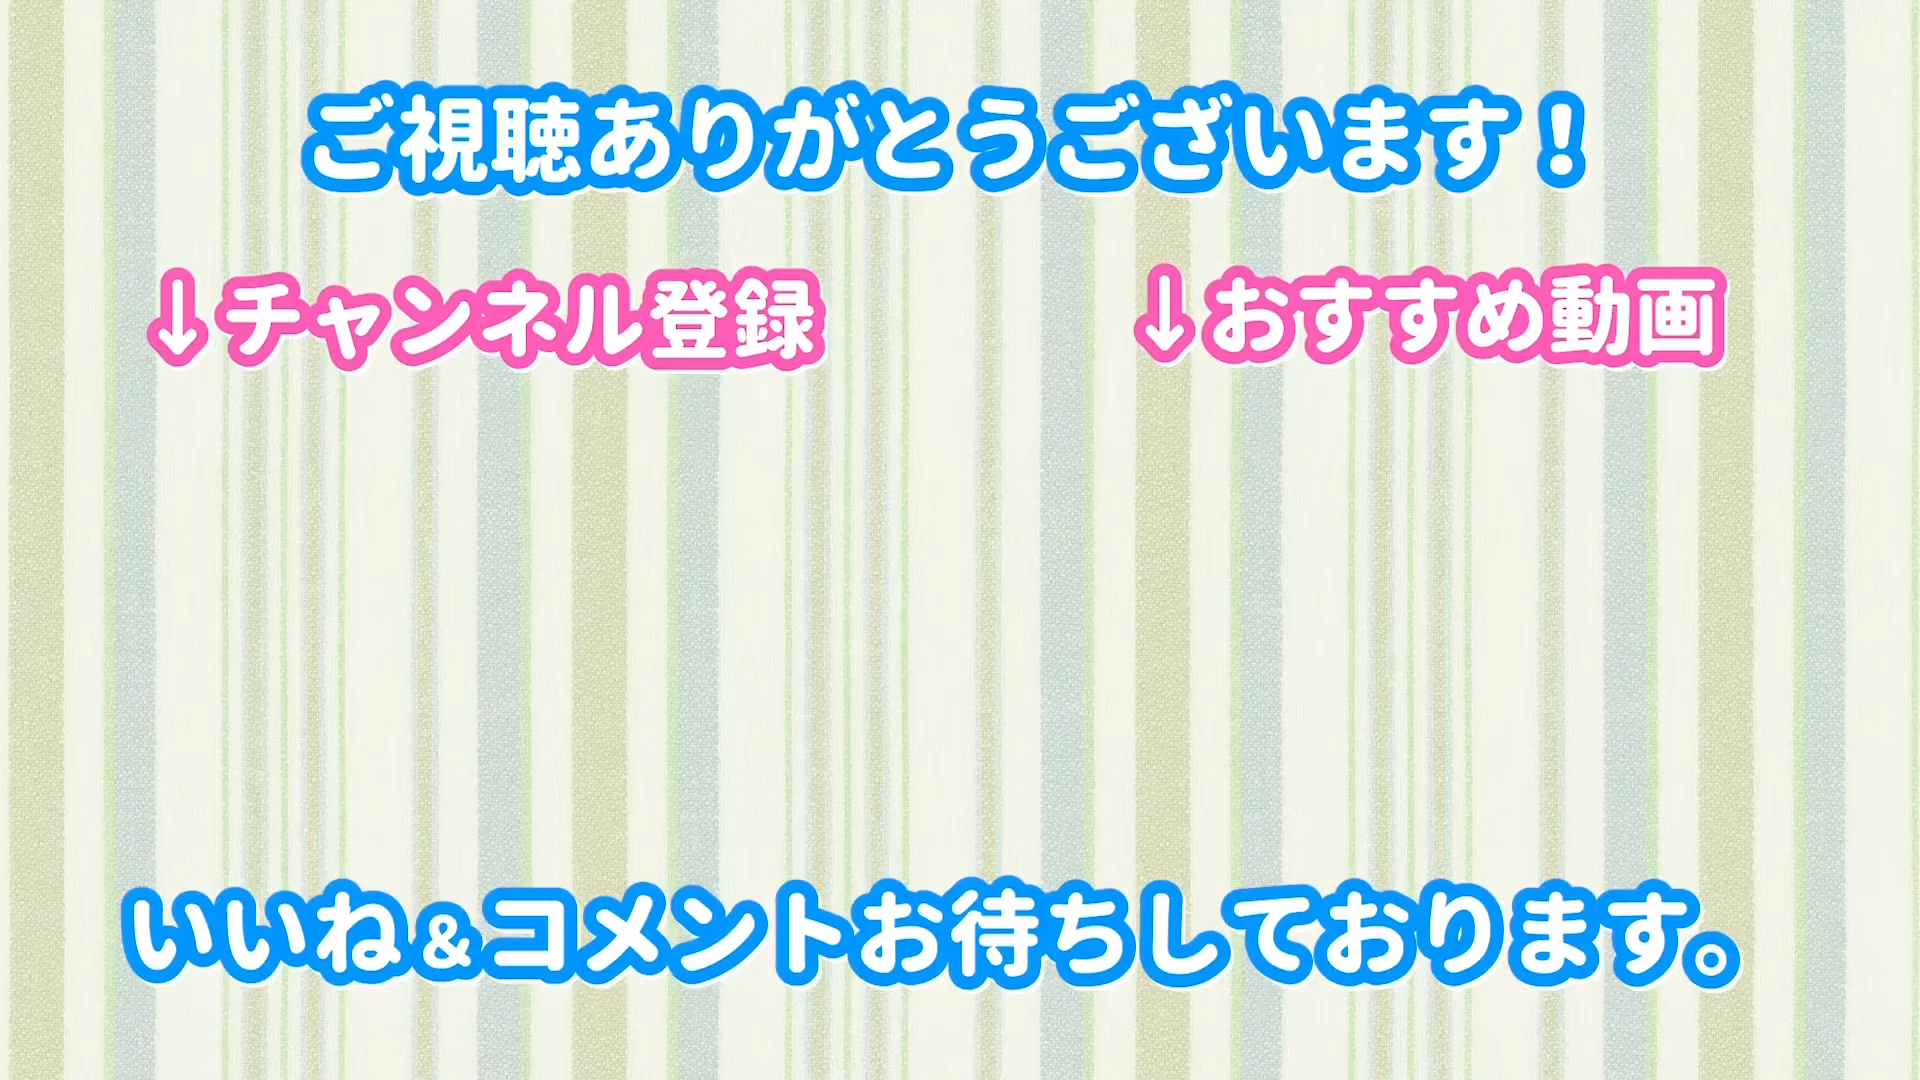 ご視聴ありがとうございます！
↓チャンネル登録
↓おすすめ動画
いいね&コメントお待ちしております。